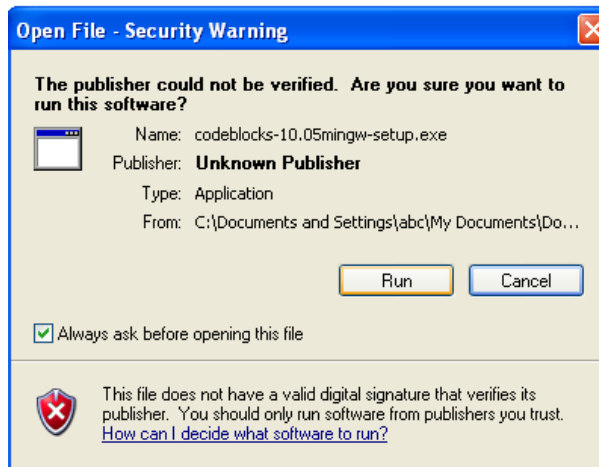 Open File - Security Warning
The publisher could not be verified.  Are you sure you want to
run this software?
Name: codeblocks-10.05mingw-setup.exe
Publisher: Unknown Publisher
Type: Application
From: C:\Documents and Settings\abc\My Documents\Do...
Run Cancel
Always ask before opening this file
This file does not have a valid digital signature that verifies its
publisher.  You should only run software from publishers you trust.
How can I decide what software to run?